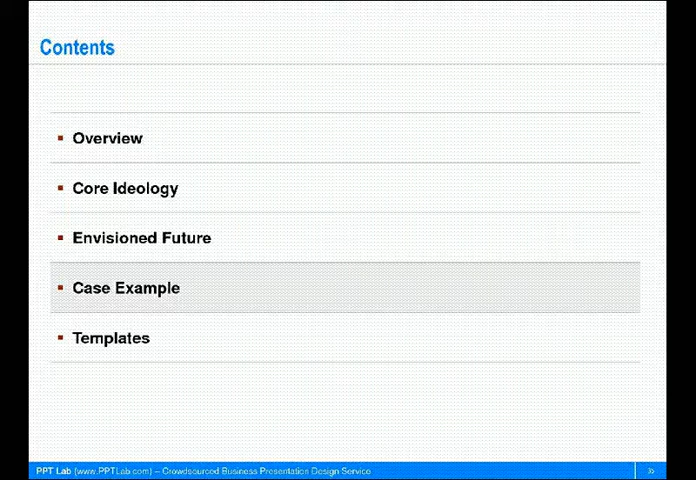 Contents
Overview
Core Ideology
Envisioned Future
Case Example
Templates
PPT Lab (www.PPTLab.com) – Crowdsourced Business Presentation Design Service